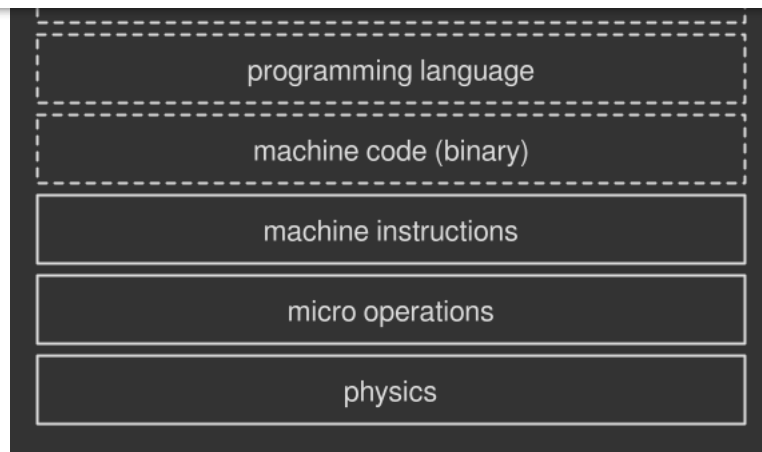 programming language
machine code (binary)
machine instructions
micro operations
physics